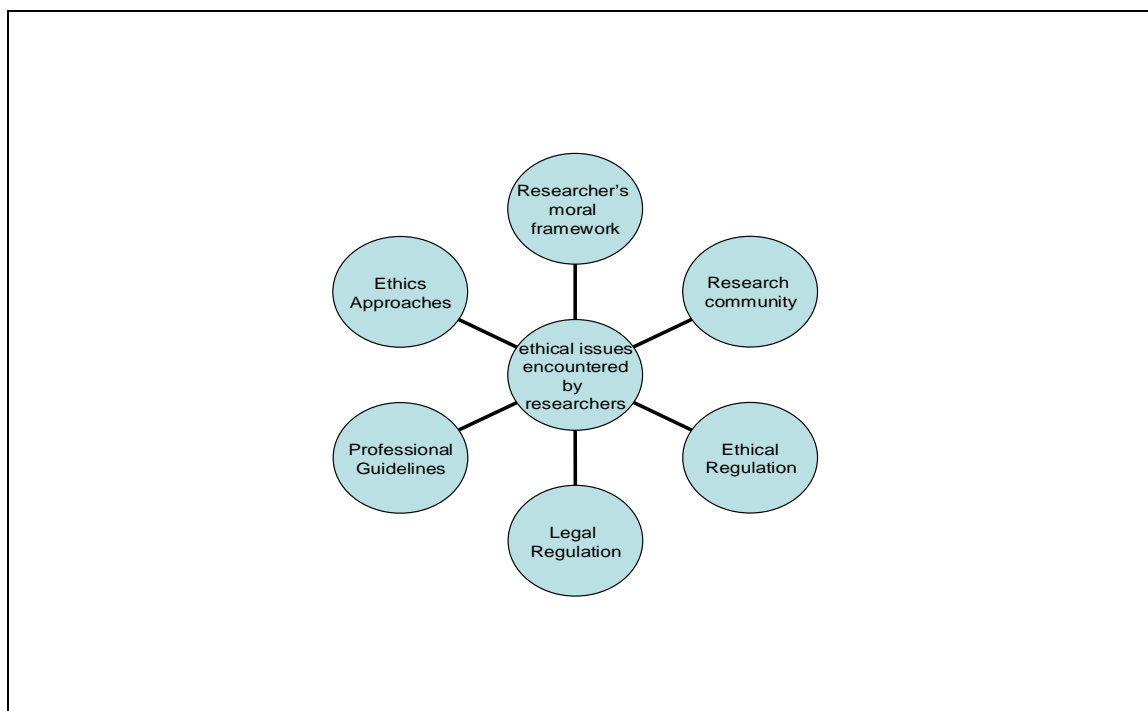 Researcher's
moral
framework
Ethics
Approaches
Research
community
ethical issues
encountered
by
researchers
Professional
Guidelines
Ethical
Regulation
Legal
Regulation